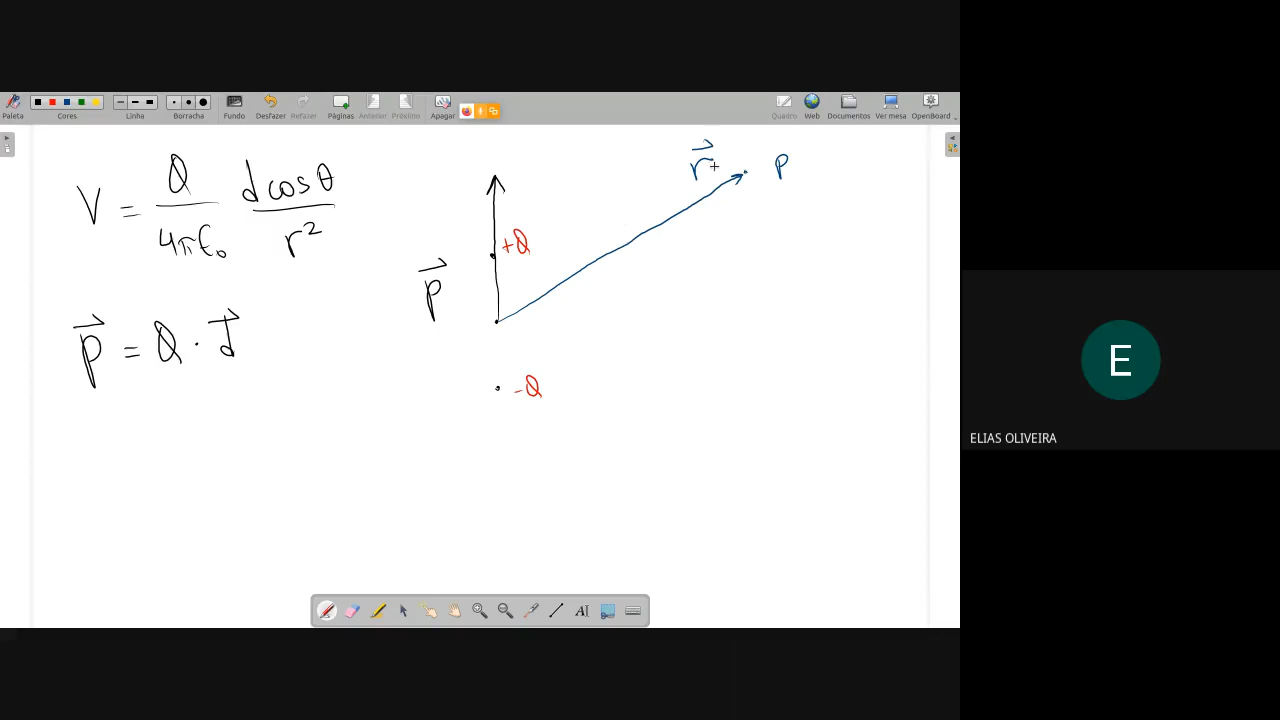 Paleta Cores Linha Borracha Fundo Desfazer Refazer Páginas Anterior Próximo Apagar Quadro Web Documentos Ver mesa OpenBoard
V = Q/4πε₀ d cosθ/r²
+Q
r⃗
P
p⃗
p⃗ = Q · d⃗
-Q
E
ELIAS OLIVEIRA